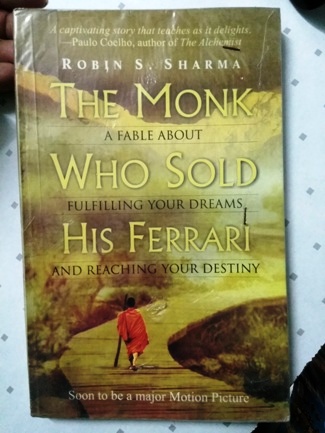 A captivating story that teaches as it delights.
—Paulo Coelho, author of The Alchemist
ROBIN S. SHARMA
THE MONK
A FABLE ABOUT
WHO SOLD
FULFILLING YOUR DREAMS
HIS FERRARI
AND REACHING YOUR DESTINY
Soon to be a major Motion Picture